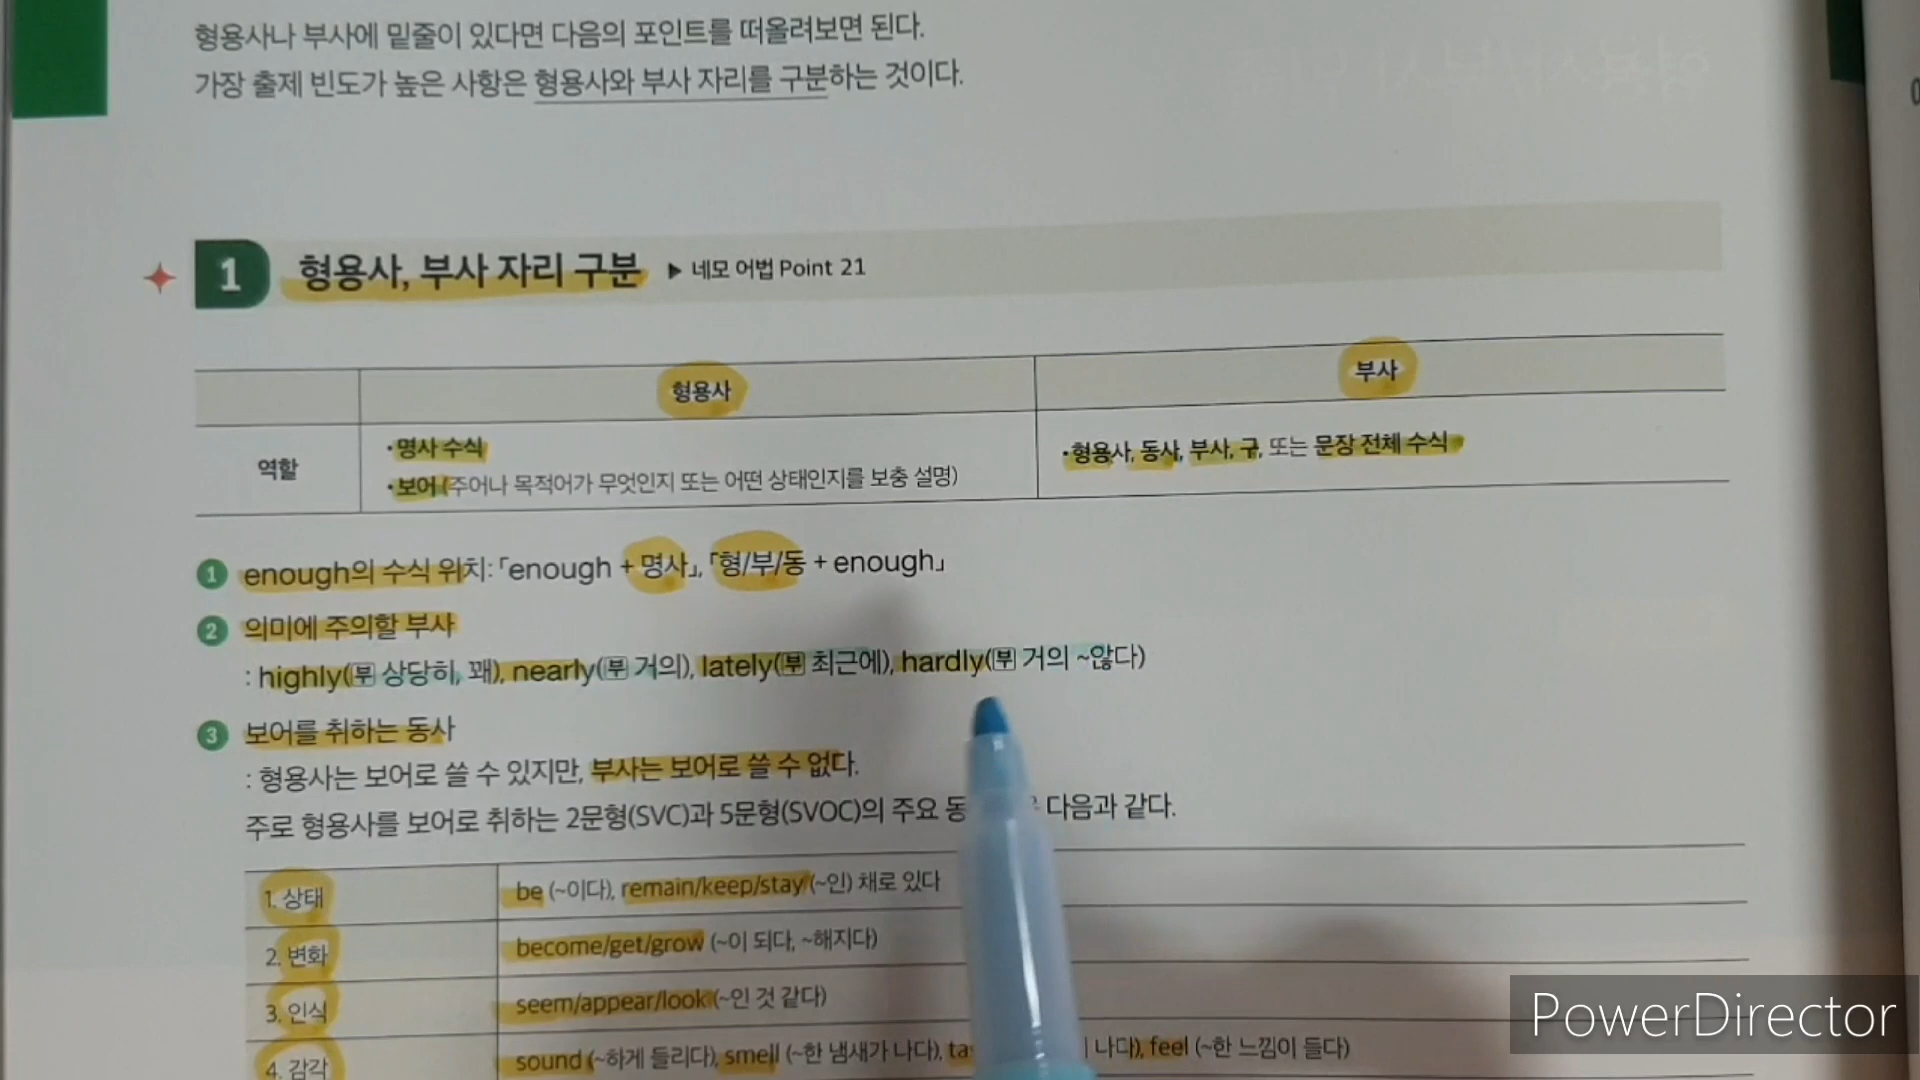 형용사나 부사에 밑줄이 있다면 다음의 포인트를 떠올려보면 된다.
가장 출제 빈도가 높은 사항은 형용사와 부사 자리를 구분하는 것이다.
1 형용사, 부사 자리 구분 ▶ 네모 어법 Point 21
형용사 부사
역할
• 명사 수식
• 보어 (주어나 목적어가 무엇인지 또는 어떤 상태인지를 보충 설명)
• 형용사, 동사, 부사, 구, 또는 문장 전체 수식
1 enough의 수식 위치: 「enough + 명사」, 「형/부/동 + enough」
2 의미에 주의할 부사
: highly(부 상당히, 꽤), nearly(부 거의), lately(부 최근에), hardly(부 거의 ~않다)
3 보어를 취하는 동사
: 형용사는 보어로 쓸 수 있지만, 부사는 보어로 쓸 수 없다.
주로 형용사를 보어로 취하는 2문형(SVC)과 5문형(SVOC)의 주요 동 다음과 같다.
1. 상태 be (~이다), remain/keep/stay (~인) 채로 있다
2. 변화 become/get/grow (~이 되다, ~해지다)
3. 인식 seem/appear/look (~인 것 같다)
4. 감각 sound (~하게 들리다), smell (~한 냄새가 나다), ta 나다), feel (~한 느낌이 들다)
PowerDirector